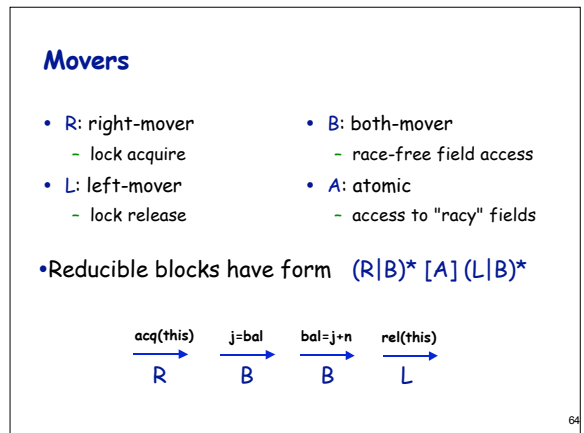 Movers
• R: right-mover
– lock acquire
• L: left-mover
– lock release
• B: both-mover
– race-free field access
• A: atomic
– access to "racy" fields
•Reducible blocks have form (R|B)* [A] (L|B)*
acq(this) j=bal bal=j+n rel(this)
R B B L
64